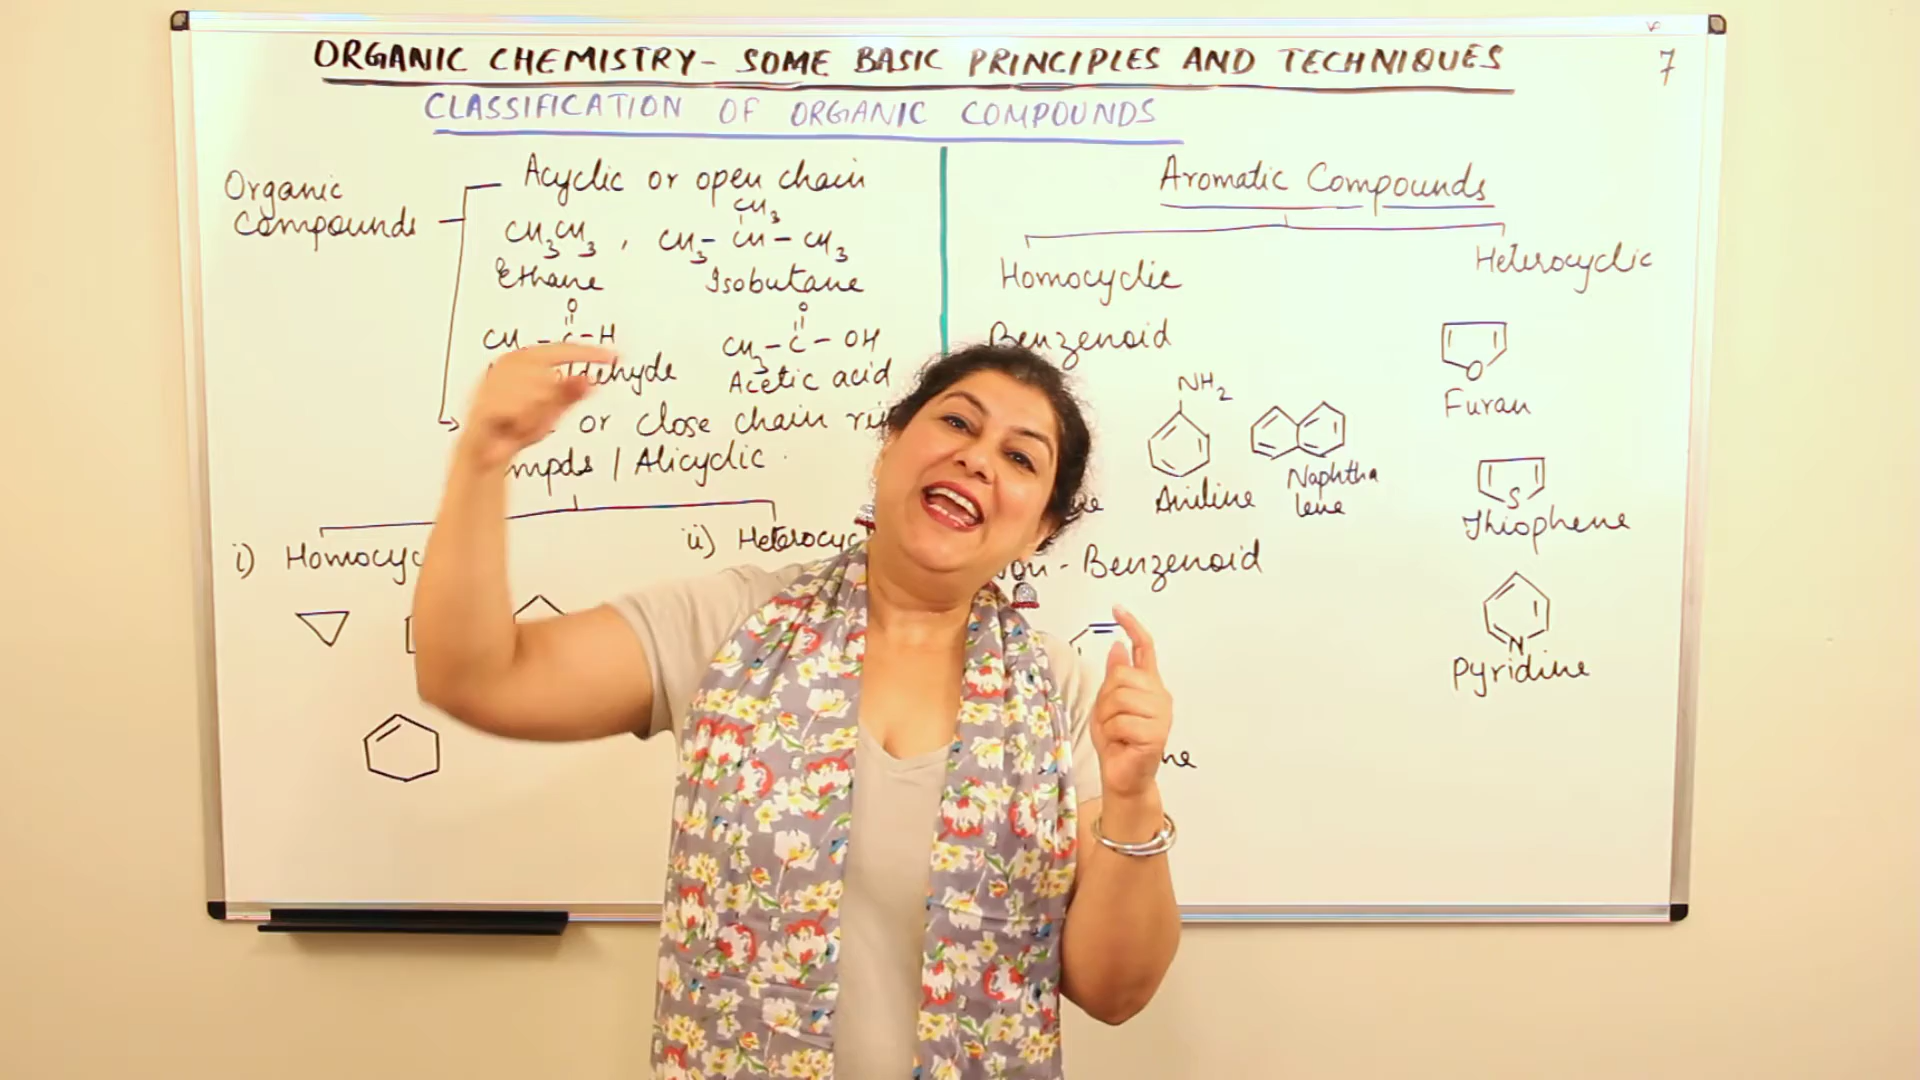 ORGANIC CHEMISTRY- SOME BASIC PRINCIPLES AND TECHNIQUES
7
CLASSIFICATION OF ORGANIC COMPOUNDS
Organic
Compounds
Acyclic or open chain
CH3
CH3CH3 , CH3- CH - CH3
Ethane
Isobutane
O
C-H
O
CH3 - C - OH
Acetic acid
or close chain
Alicyclic
i)
ii)
Aromatic Compounds
Homocyclic
Heterocyclic
Benzenoid
NH2
Aniline
Naphtha
lene
Benzenoid
O
Furan
S
Thiophene
N
Pyridine